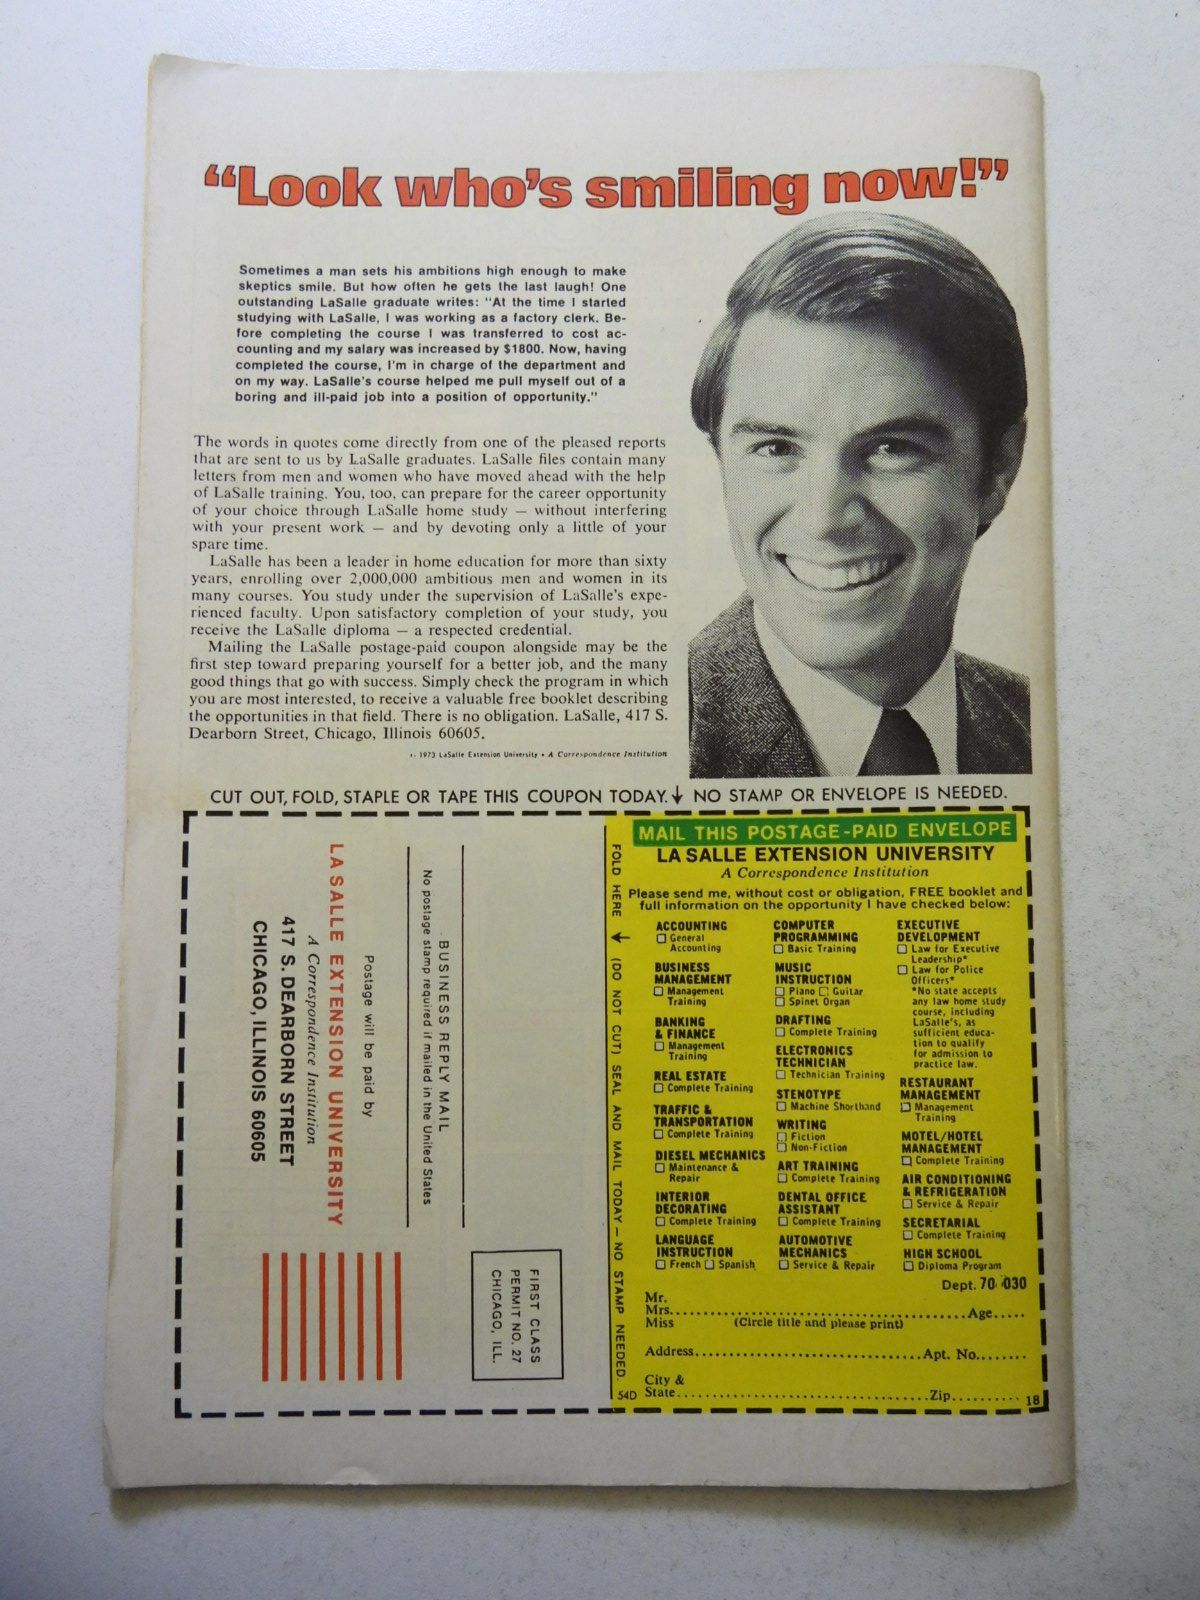 “Look who’s smiling now!”
Sometimes a man sets his ambitions high enough to make
skeptics smile. But how often he gets the last laugh! One
outstanding LaSalle graduate writes: "At the time I started
studying with LaSalle, I was working as a factory clerk. Be-
fore completing the course I was transferred to cost ac-
counting and my salary was increased by $1800. Now, having
completed the course, I'm in charge of the department and
on my way. LaSalle's course helped me pull myself out of a
boring and ill-paid job into a position of opportunity."
The words in quotes come directly from one of the pleased reports
that are sent to us by LaSalle graduates. LaSalle files contain many
letters from men and women who have moved ahead with the help
of LaSalle training. You, too, can prepare for the career opportunity
of your choice through LaSalle home study — without interfering
with your present work — and by devoting only a little of your
spare time.
LaSalle has been a leader in home education for more than sixty
years, enrolling over 2,000,000 ambitious men and women in its
many courses. You study under the supervision of LaSalle's expe-
rienced faculty. Upon satisfactory completion of your study, you
receive the LaSalle diploma — a respected credential.
Mailing the LaSalle postage-paid coupon alongside may be the
first step toward preparing yourself for a better job, and the many
good things that go with success. Simply check the program in which
you are most interested, to receive a valuable free booklet describing
the opportunities in that field. There is no obligation. LaSalle, 417 S.
Dearborn Street, Chicago, Illinois 60605.
1973 LaSalle Extension University • A Correspondence Institution
CUT OUT, FOLD, STAPLE OR TAPE THIS COUPON TODAY. ↓ NO STAMP OR ENVELOPE IS NEEDED.
BUSINESS REPLY MAIL
No postage stamp required if mailed in the United States
Postage will be paid by
LA SALLE EXTENSION UNIVERSITY
A Correspondence Institution
417 S. DEARBORN STREET
CHICAGO, ILLINOIS 60605
FIRST CLASS
PERMIT NO. 27
CHICAGO, ILL.
FOLD HERE ← (DO NOT CUT) SEAL AND MAIL TODAY — NO STAMP NEEDED.
54D
MAIL THIS POSTAGE-PAID ENVELOPE
LA SALLE EXTENSION UNIVERSITY
A Correspondence Institution
Please send me, without cost or obligation, FREE booklet and
full information on the opportunity I have checked below:
ACCOUNTING
☐ General
Accounting
BUSINESS
MANAGEMENT
☐ Management
Training
BANKING
& FINANCE
☐ Management
Training
REAL ESTATE
☐ Complete Training
TRAFFIC &
TRANSPORTATION
☐ Complete Training
DIESEL MECHANICS
☐ Maintenance &
Repair
INTERIOR
DECORATING
☐ Complete Training
LANGUAGE
INSTRUCTION
☐ French ☐ Spanish
COMPUTER
PROGRAMMING
☐ Basic Training
MUSIC
INSTRUCTION
☐ Piano ☐ Guitar
☐ Spinet Organ
DRAFTING
☐ Complete Training
ELECTRONICS
TECHNICIAN
☐ Technician Training
STENOTYPE
☐ Machine Shorthand
WRITING
☐ Fiction
☐ Non-Fiction
ART TRAINING
☐ Complete Training
DENTAL OFFICE
ASSISTANT
☐ Complete Training
AUTOMOTIVE
MECHANICS
☐ Service & Repair
EXECUTIVE
DEVELOPMENT
☐ Law for Executive
Leadership*
☐ Law for Police
Officers*
*No state accepts
any law home study
course, including
LaSalle's, as
sufficient educa-
tion to qualify
for admission to
practice law.
RESTAURANT
MANAGEMENT
☐ Management
Training
MOTEL/HOTEL
MANAGEMENT
☐ Complete Training
AIR CONDITIONING
& REFRIGERATION
☐ Service & Repair
SECRETARIAL
☐ Complete Training
HIGH SCHOOL
☐ Diploma Program
Dept. 70-030
Mr.
Mrs. Age
Miss (Circle title and please print)
Address Apt. No.
City &
State Zip
18